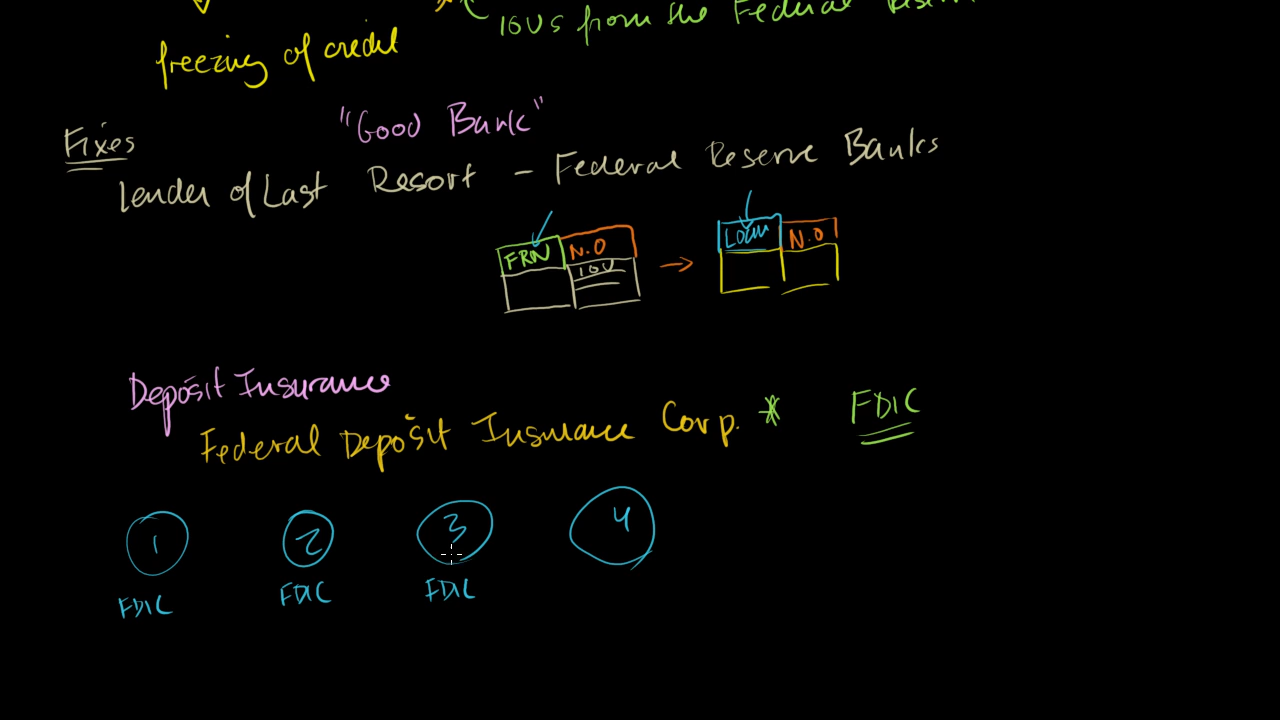 IOUs from the Federal Reserv
freezing of credit
"Good Bank"
Fixes
Lender of Last Resort - Federal Reserve Banks
FRN N.O → Loan N.O
IOU
Deposit Insurance
Federal Deposit Insurance Corp. * FDIC
1 2 3 4
FDIC FDIC FDIC